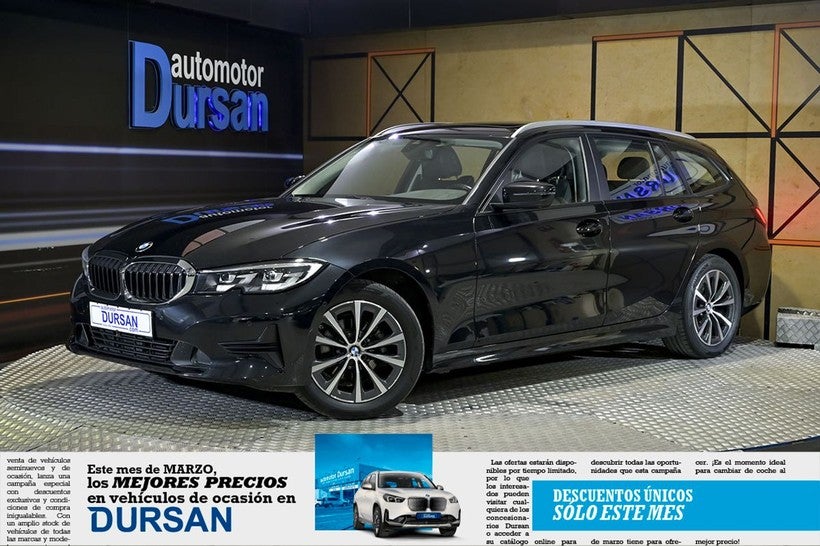 automotor
Dursan
DURSAN
venta de vehículos
seminuevos y de
ocasión, lanza una
campaña especial
con descuentos
exclusivos y condi-
ciones de compra
inigualables. Con
un amplio stock de
vehículos de todas
las marcas y mode-
Este mes de MARZO,
los MEJORES PRECIOS
en vehículos de ocasión en
DURSAN
automotor Dursan
Las ofertas estarán dispo-
nibles por tiempo limitado,
por lo que
los interesa-
dos pueden
visitar cual-
quiera de los
concesiona-
rios Dursan
o acceder a
su catálogo online para
descubrir todas las oportu-
nidades que esta campaña
DESCUENTOS ÚNICOS
SÓLO ESTE MES
de marzo tiene para ofre-
cer. ¡Es el momento ideal
para cambiar de coche al
mejor precio!